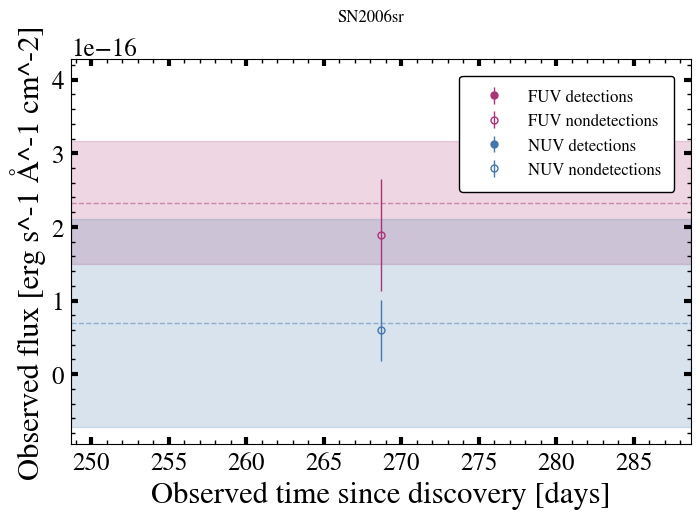 SN2006sr
1e−16
Observed flux [erg s^-1 Å^-1 cm^-2]
4
3
2
1
0
FUV detections
FUV nondetections
NUV detections
NUV nondetections
250 255 260 265 270 275 280 285
Observed time since discovery [days]